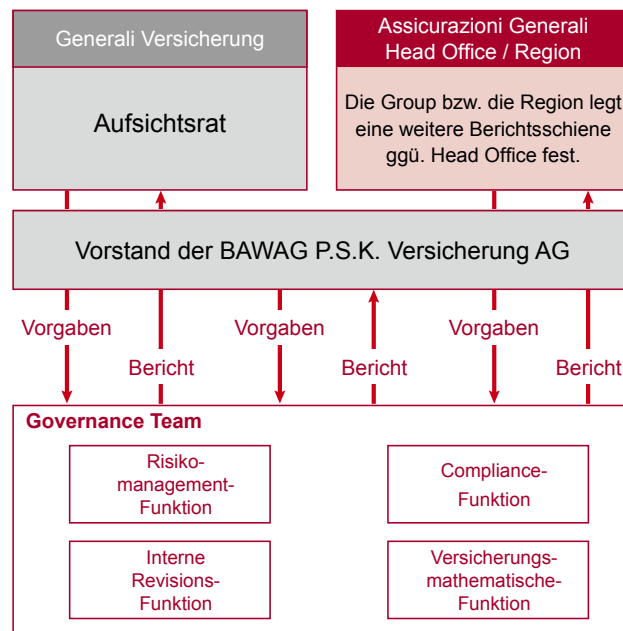 Generali Versicherung
Aufsichtsrat
Assicurazioni Generali
Head Office / Region
Die Group bzw. die Region legt
eine weitere Berichtsschiene
ggü. Head Office fest.
Vorstand der BAWAG P.S.K. Versicherung AG
Vorgaben
Bericht
Vorgaben
Bericht
Vorgaben
Bericht
Governance Team
Risiko-
management-
Funktion
Compliance-
Funktion
Interne
Revisions-
Funktion
Versicherungs-
mathematische-
Funktion